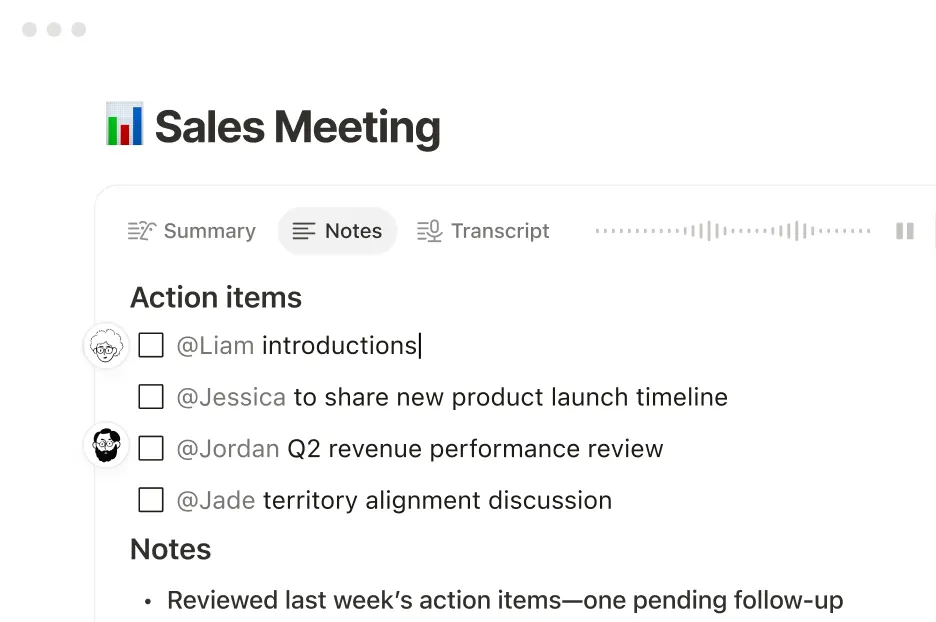 Sales Meeting
Summary Notes Transcript
Action items
@Liam introductions
@Jessica to share new product launch timeline
@Jordan Q2 revenue performance review
@Jade territory alignment discussion
Notes
• Reviewed last week’s action items—one pending follow-up